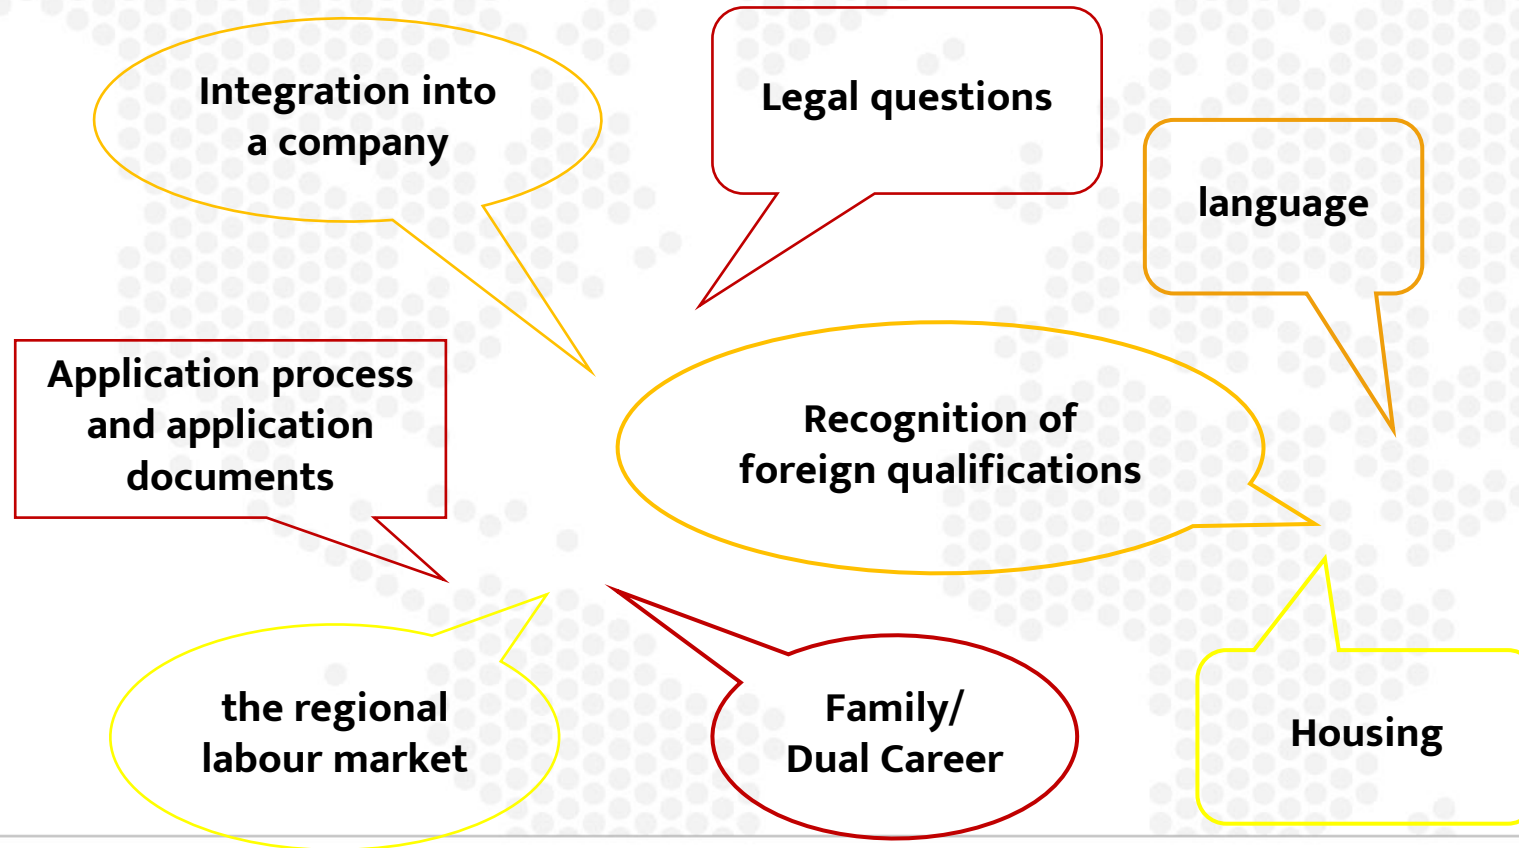 Integration into
a company
Legal questions
language
Application process
and application
documents
Recognition of
foreign qualifications
the regional
labour market
Family/
Dual Career
Housing